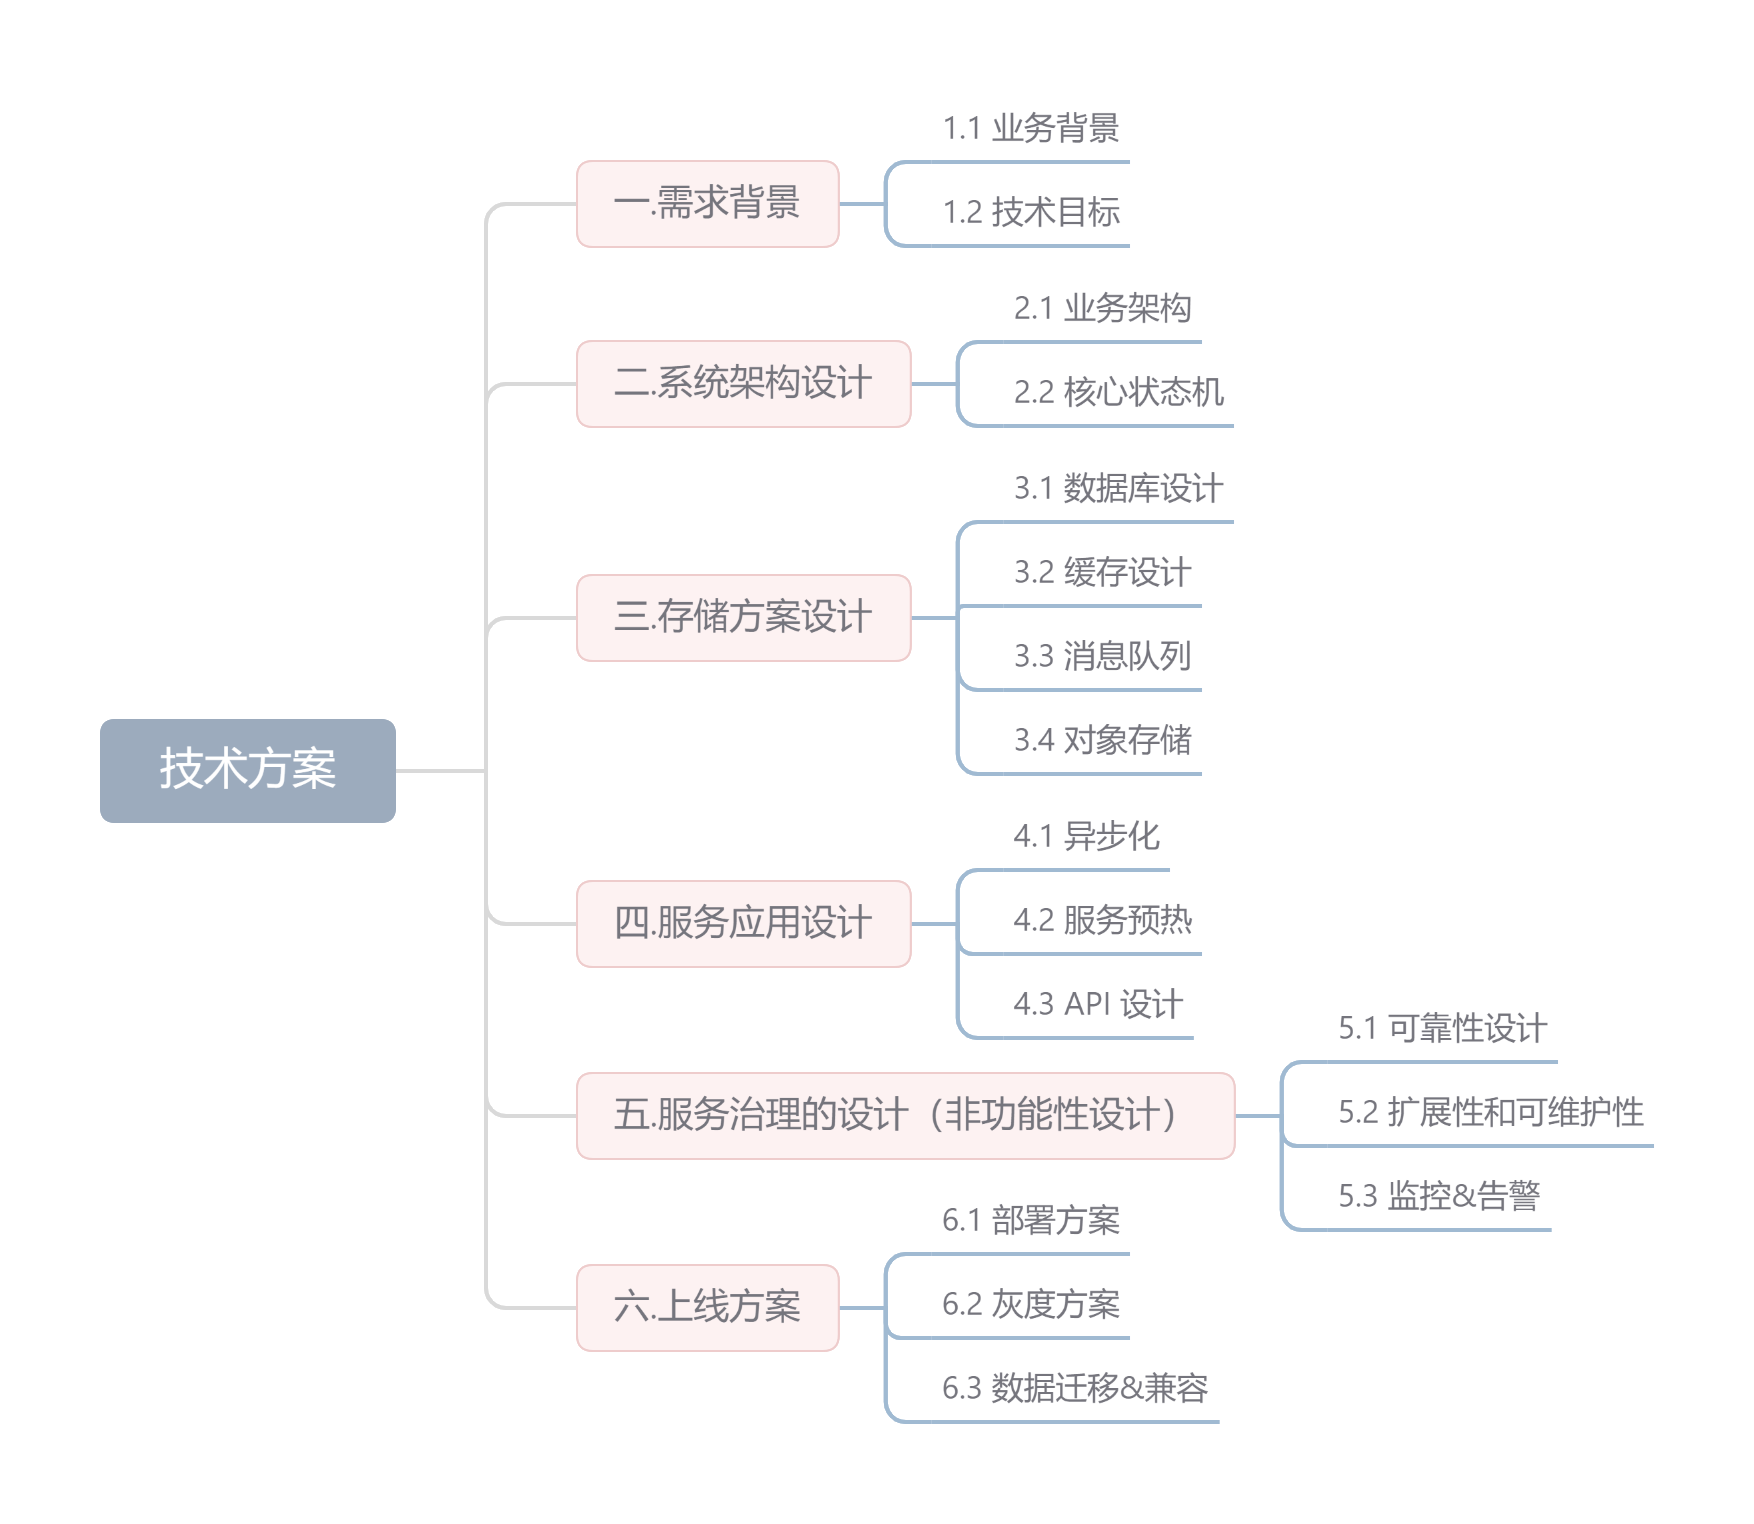 技术方案
一.需求背景
1.1 业务背景
1.2 技术目标
二.系统架构设计
2.1 业务架构
2.2 核心状态机
三.存储方案设计
3.1 数据库设计
3.2 缓存设计
3.3 消息队列
3.4 对象存储
四.服务应用设计
4.1 异步化
4.2 服务预热
4.3 API 设计
五.服务治理的设计（非功能性设计）
5.1 可靠性设计
5.2 扩展性和可维护性
5.3 监控&告警
六.上线方案
6.1 部署方案
6.2 灰度方案
6.3 数据迁移&兼容